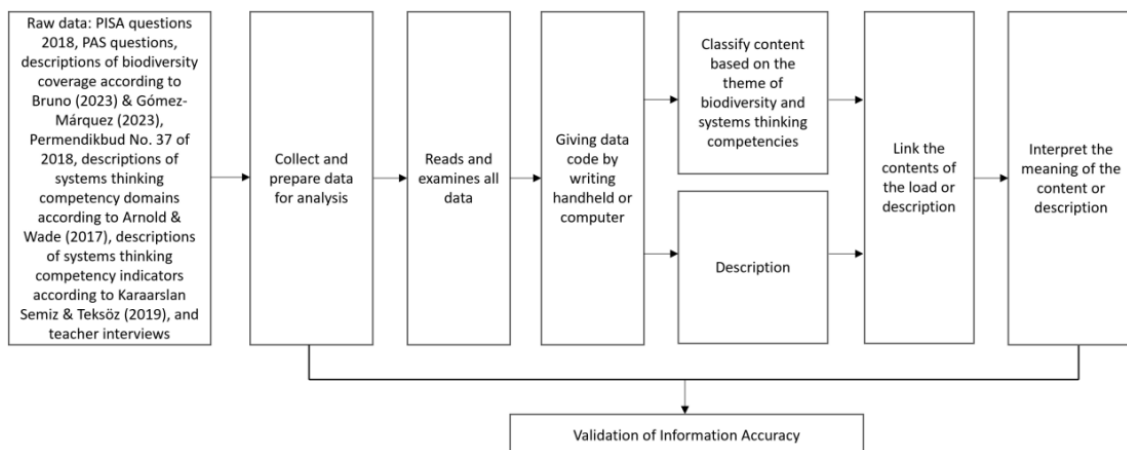 Raw data: PISA questions
2018, PAS questions,
descriptions of biodiversity
coverage according to
Bruno (2023) & Gómez-
Márquez (2023),
Permendikbud No. 37 of
2018, descriptions of
systems thinking
competency domains
according to Arnold &
Wade (2017), descriptions
of systems thinking
competency indicators
according to Karaarslan
Semiz & Teksöz (2019), and
teacher interviews
Collect and
prepare data
for analysis
Reads and
examines all
data
Giving data
code by
writing
handheld or
computer
Classify content
based on the
theme of
biodiversity and
systems thinking
competencies
Description
Link the
contents of
the load or
description
Interpret the
meaning of the
content or
description
Validation of Information Accuracy